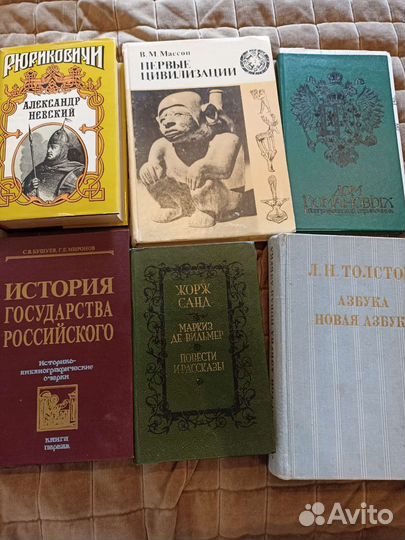 РЮРИКОВИЧИ
АЛЕКСАНДР
НЕВСКИЙ
В. М. Массон
ПЕРВЫЕ
ЦИВИЛИЗАЦИИ
ДОМ
РОМАНОВЫХ
С.В.БУШУЕВ, Г.Е.МИРОНОВ
ИСТОРИЯ
ГОСУДАРСТВА
РОССИЙСКОГО
ИСТОРИКО-
БИБЛИОГРАФИЧЕСКИЕ
ОЧЕРКИ
КНИГА
ПЕРВАЯ
ЖОРЖ
САНД
МАРКИЗ
ДЕ ВИЛЬМЕР
ПОВЕСТИ
И РАССКАЗЫ
Л. Н. ТОЛСТО
АЗБУКА
НОВАЯ АЗБУК
Avito